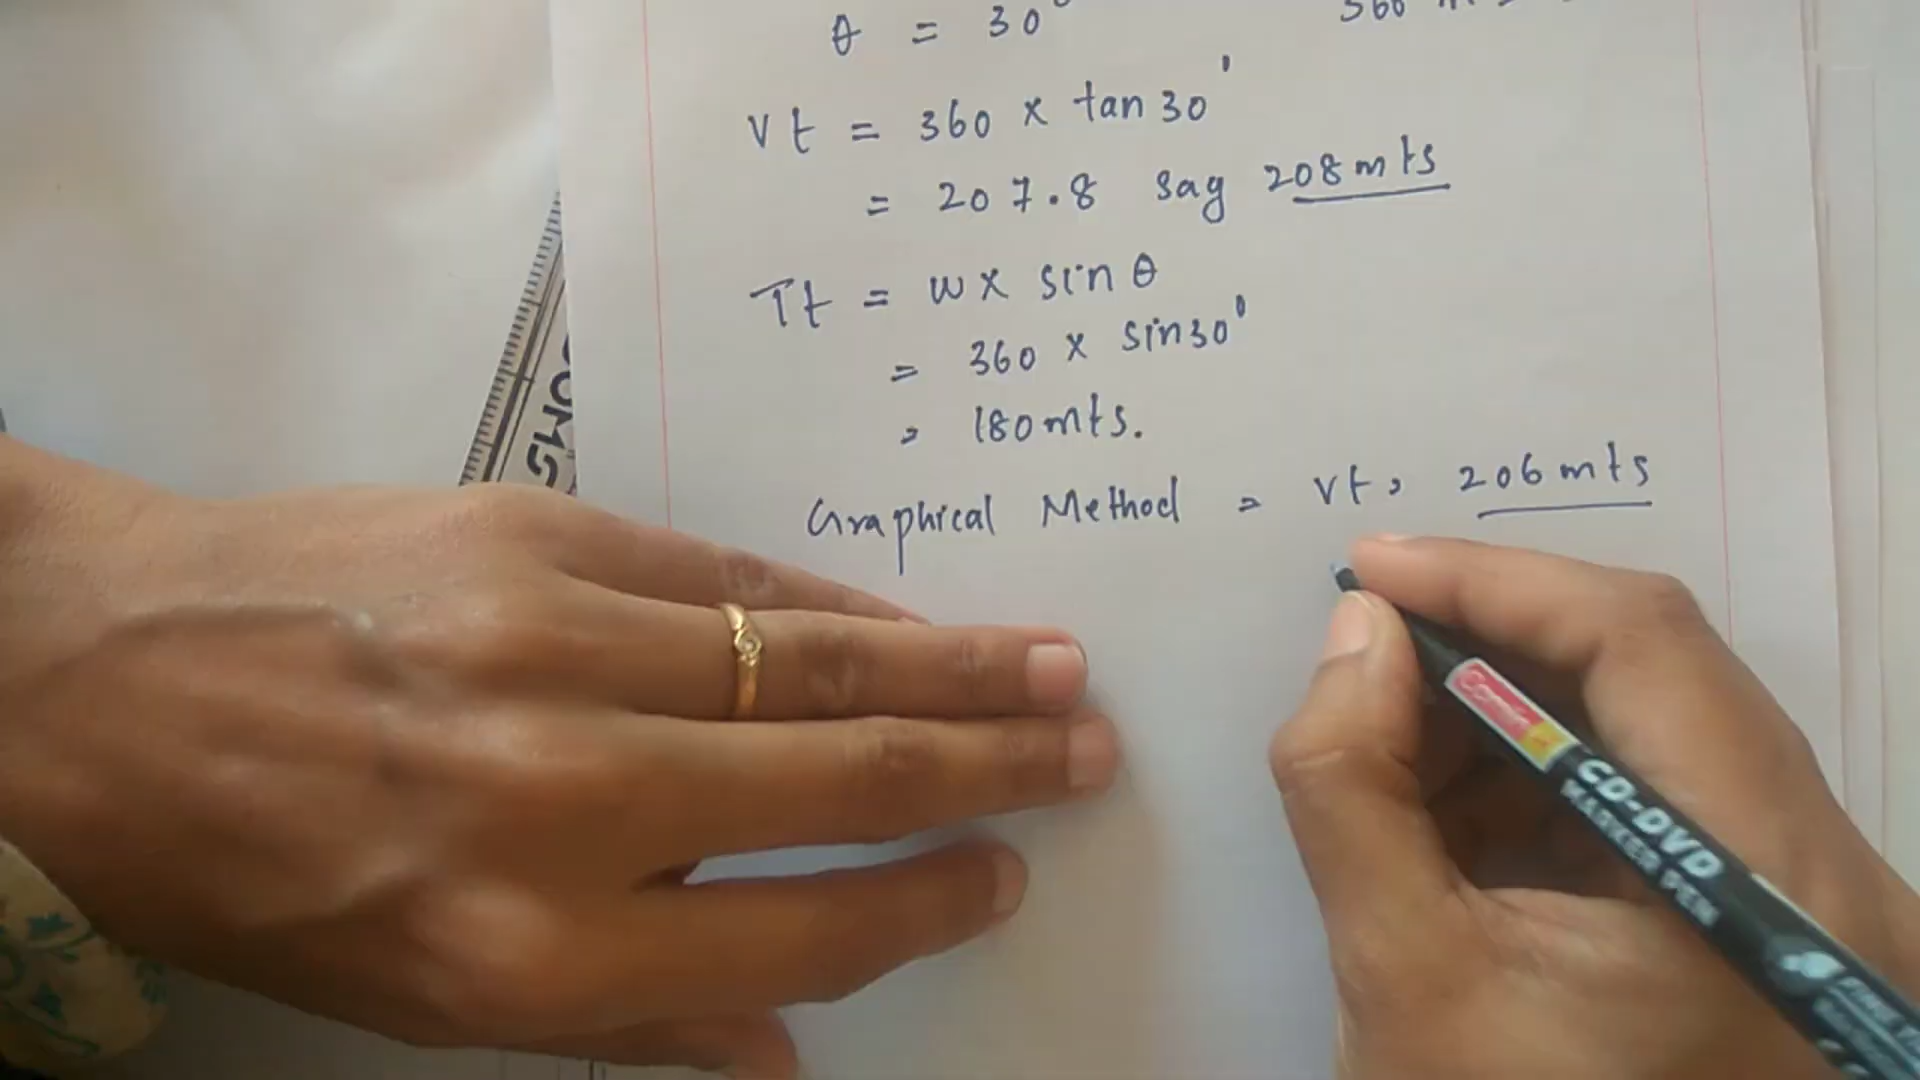 θ = 30°
360 m
Vt = 360 x tan 30°
= 207.8 say 208 mts
Tt = w x sin θ
= 360 x sin 30°
= 180 mts.
Graphical Method = Vt = 206 mts
CD-DVD
MARKER PEN